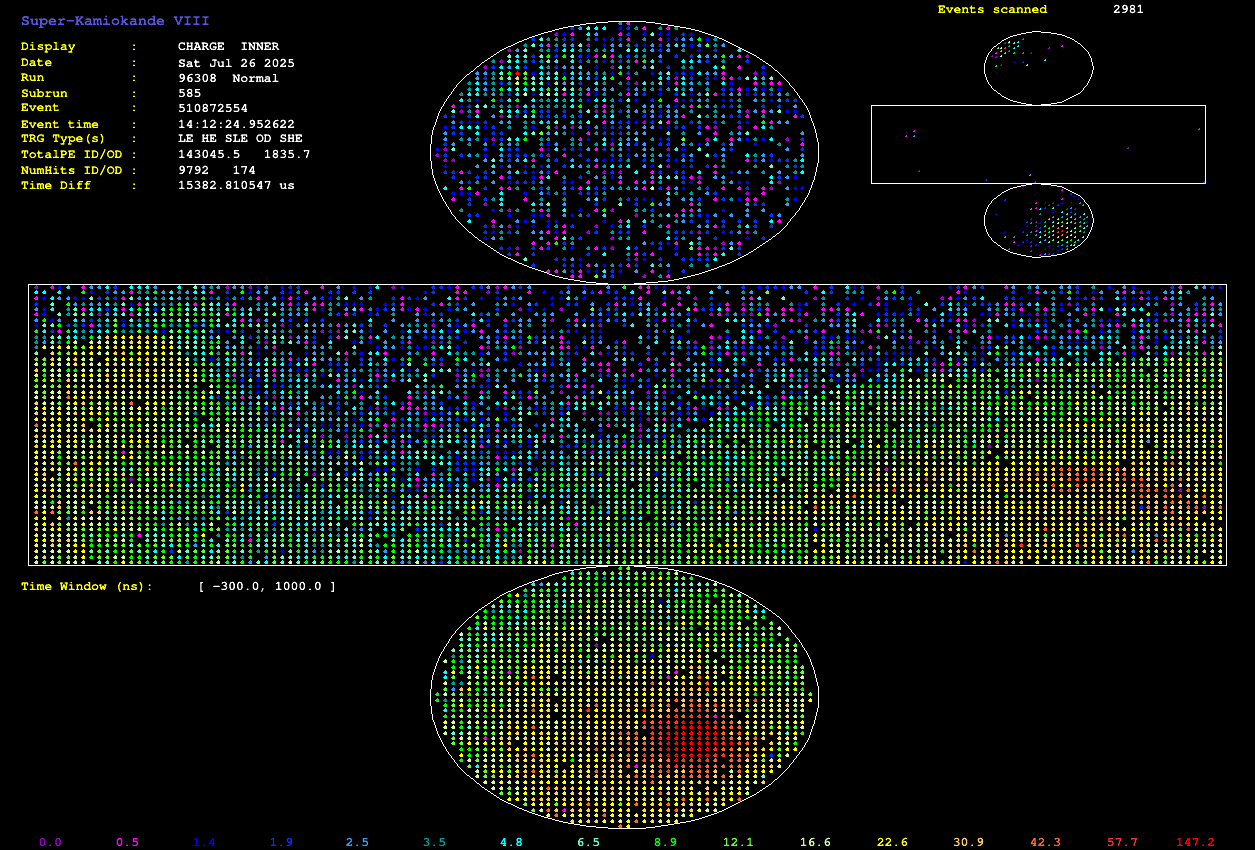 Super-Kamiokande VIII
Events scanned 2981
Display : CHARGE INNER
Date : Sat Jul 26 2025
Run : 96308 Normal
Subrun : 585
Event : 510872554
Event time : 14:12:24.952622
TRG Type(s) : LE HE SLE OD SHE
TotalPE ID/OD : 143045.5 1835.7
NumHits ID/OD : 9792 174
Time Diff : 15382.810547 us
Time Window (ns): [ -300.0, 1000.0 ]
0.0 0.5 1.4 1.9 2.5 3.5 4.8 6.5 8.9 12.1 16.6 22.6 30.9 42.3 57.7 147.2